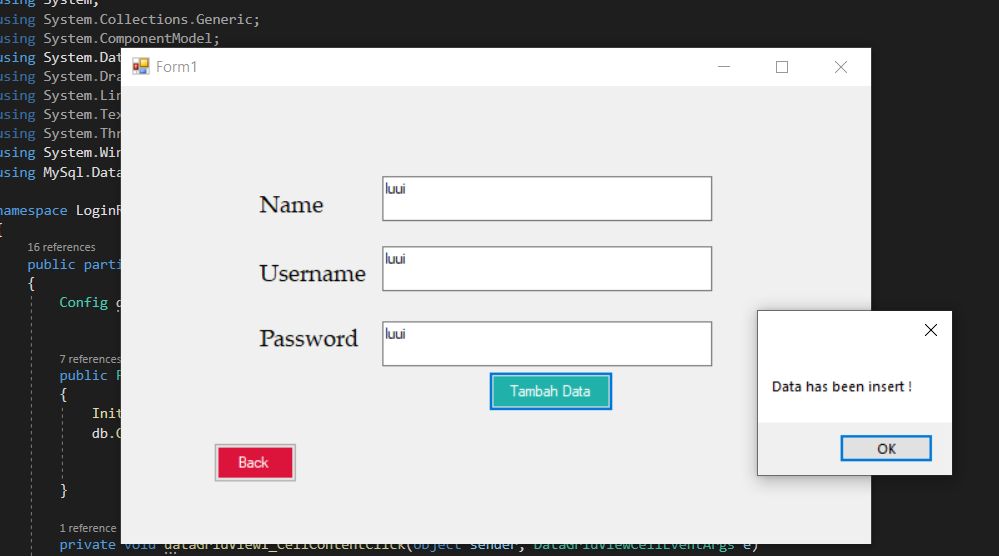 using System;
using System.Collections.Generic;
using System.ComponentModel;
using System.Dat
using System.Dra
using System.Lin
using System.Tex
using System.Thr
using System.Win
using MySql.Data
namespace LoginR
{
16 references
public parti
{
Config
7 references
public
{
Init
db.
}
1 reference
private void dataGridView1_CellContentClick(object sender, DataGridViewCellEventArgs e)
Form1
Name
luui
Username
luui
Password
luui
Tambah Data
Back
Data has been insert !
OK